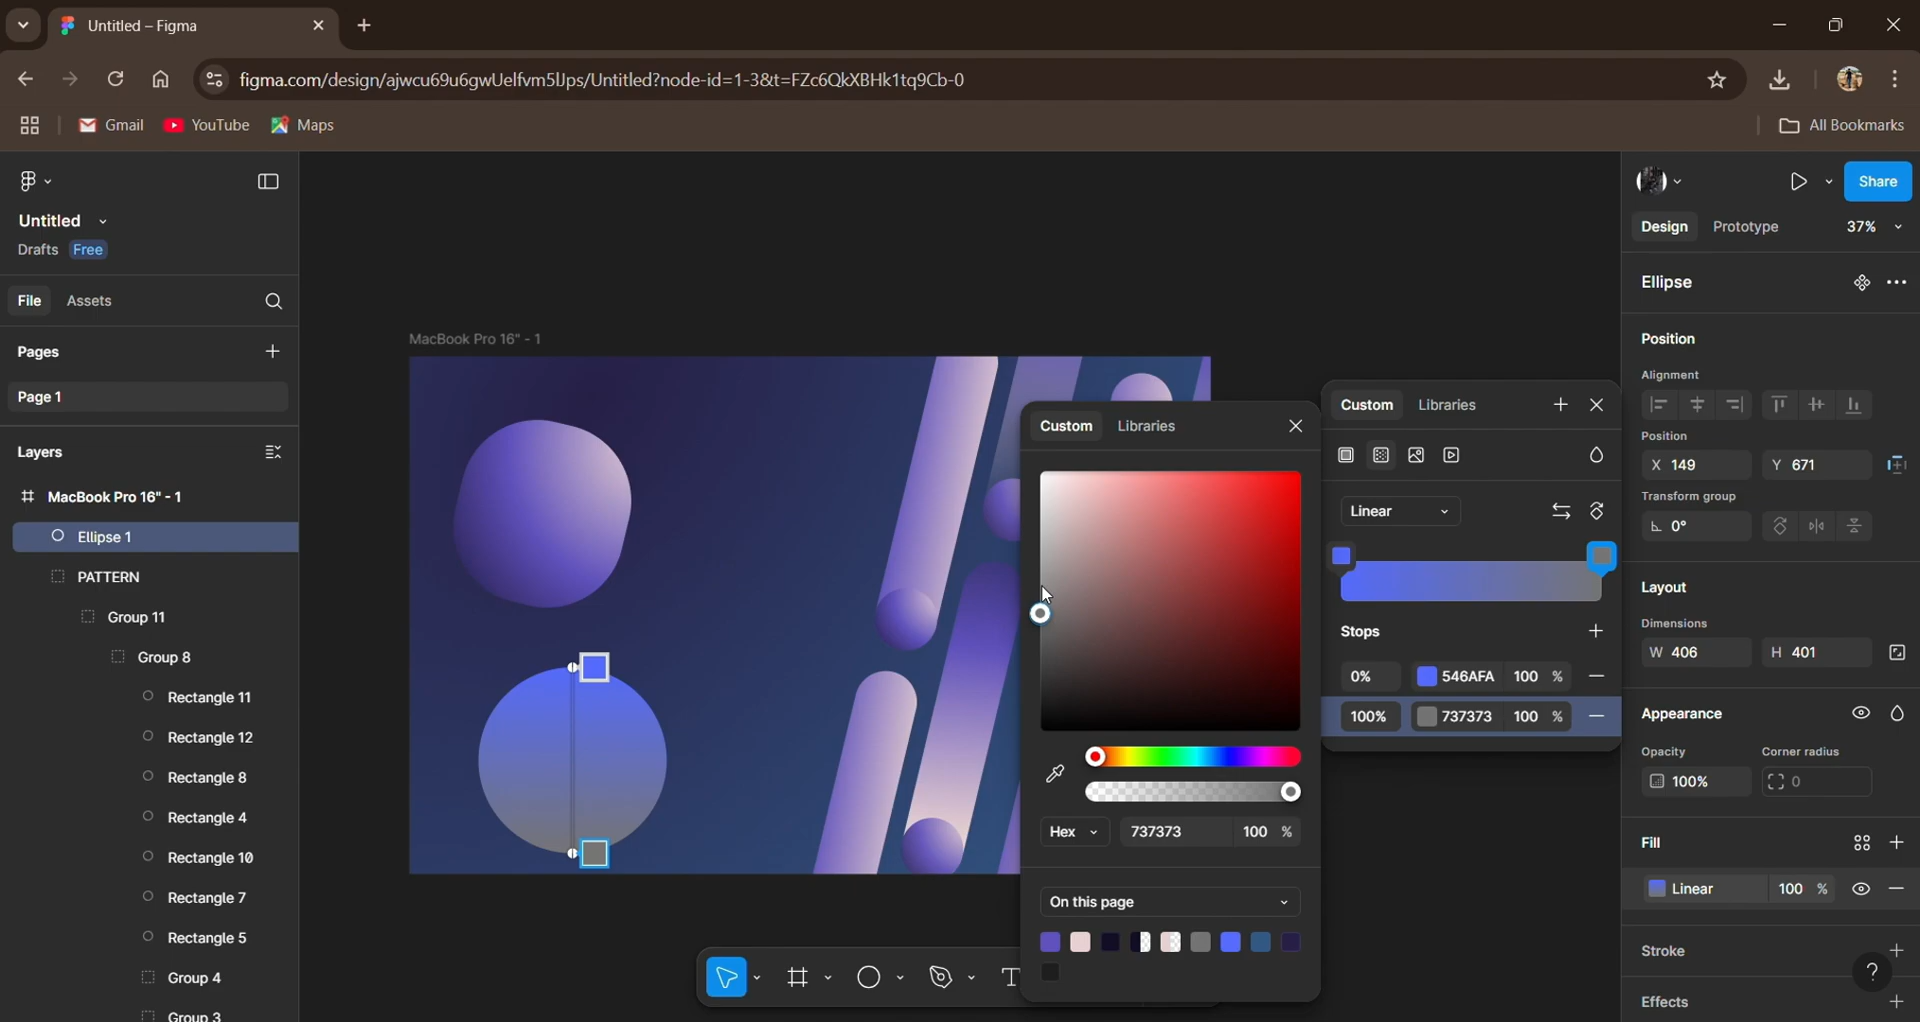 Untitled – Figma
figma.com/design/ajwcu69u6gwUelfvm5lJps/Untitled?node-id=1-3&t=FZc6QkXBHk1tq9Cb-0
Gmail YouTube Maps All Bookmarks
Untitled
Drafts Free
File Assets
Pages
Page 1
Layers
MacBook Pro 16" - 1
Ellipse 1
PATTERN
Group 11
Group 8
Rectangle 11
Rectangle 12
Rectangle 8
Rectangle 4
Rectangle 10
Rectangle 7
Rectangle 5
Group 4
Group 3
MacBook Pro 16" - 1
T
Custom Libraries
Hex 737373 100 %
On this page
Custom Libraries
Linear
Stops
0% 546AFA 100 %
100% 737373 100 %
Share
Design Prototype 37%
Ellipse
Position
Alignment
Position
X 149 Y 671
Transform group
0°
Layout
Dimensions
W 406 H 401
Appearance
Opacity Corner radius
100% 0
Fill
Linear 100 %
Stroke
?
Effects